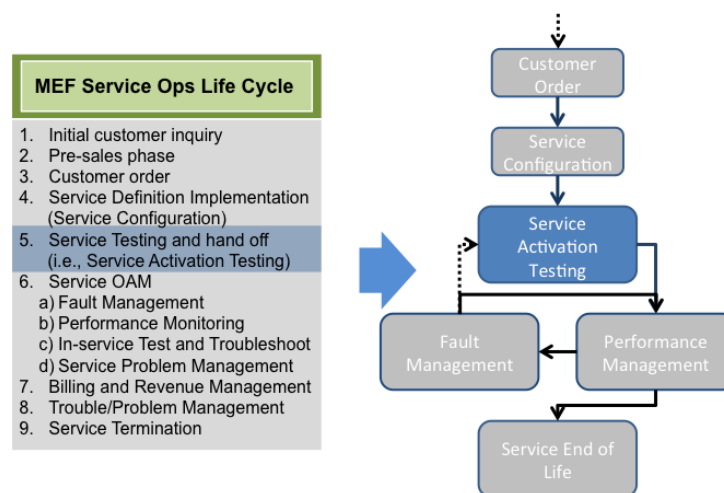 MEF Service Ops Life Cycle
1. Initial customer inquiry
2. Pre-sales phase
3. Customer order
4. Service Definition Implementation
(Service Configuration)
5. Service Testing and hand off
(i.e., Service Activation Testing)
6. Service OAM
a) Fault Management
b) Performance Monitoring
c) In-service Test and Troubleshoot
d) Service Problem Management
7. Billing and Revenue Management
8. Trouble/Problem Management
9. Service Termination
Customer
Order
Service
Configuration
Service
Activation
Testing
Fault
Management
Performance
Management
Service End of
Life